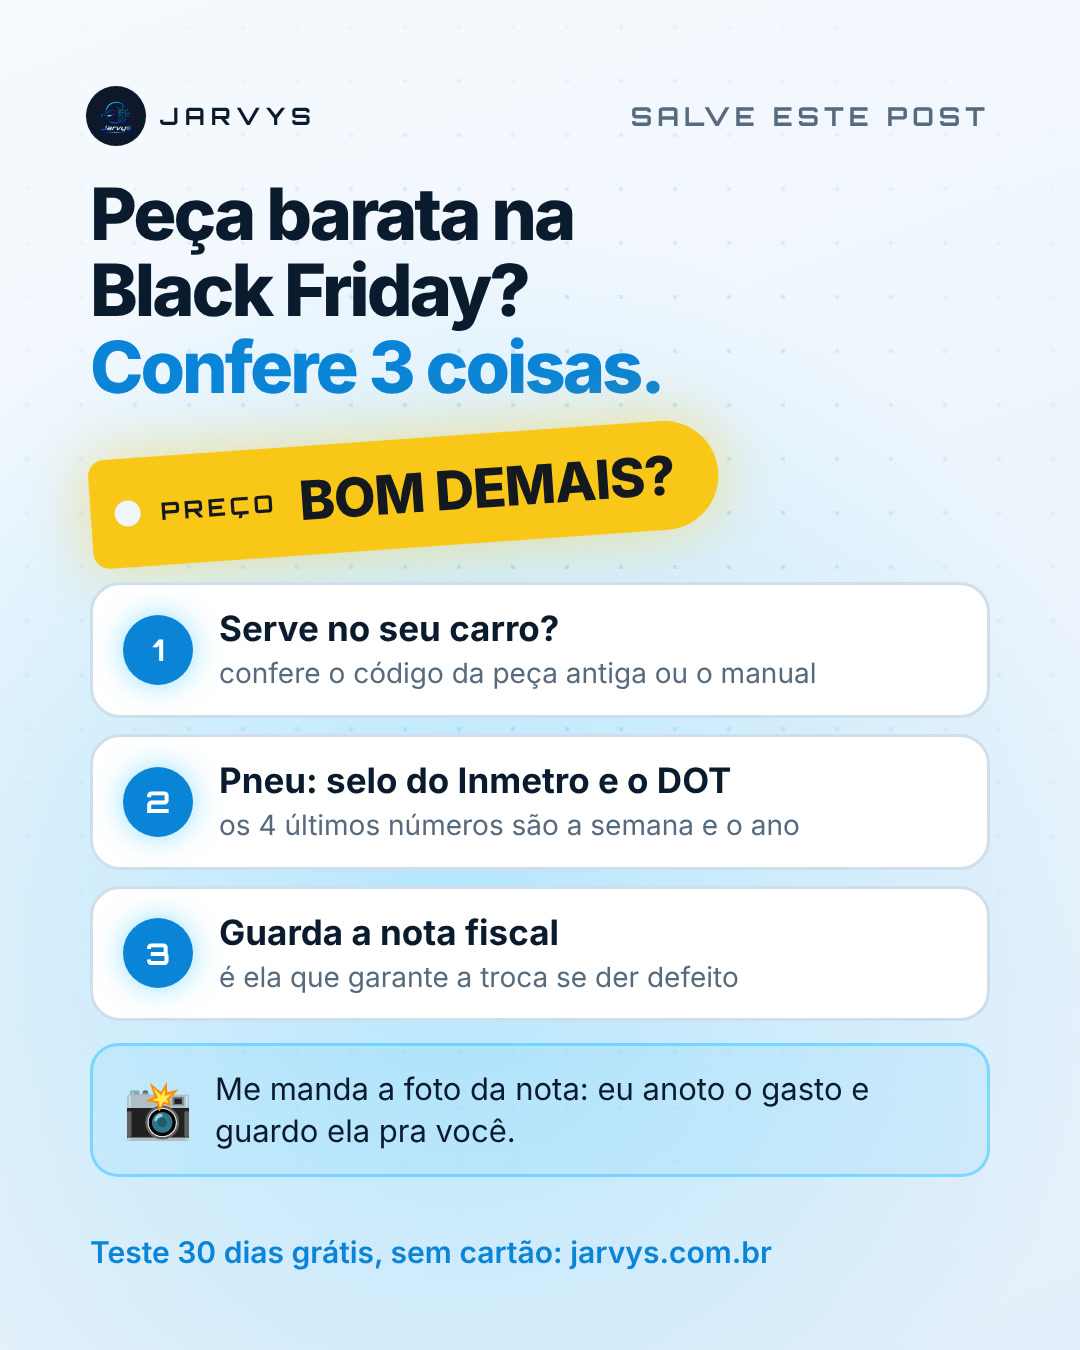 Jarvys
JARVYS
SALVE ESTE POST
Peça barata na
Black Friday?
Confere 3 coisas.
PREÇO BOM DEMAIS?
1
Serve no seu carro?
confere o código da peça antiga ou o manual
2
Pneu: selo do Inmetro e o DOT
os 4 últimos números são a semana e o ano
3
Guarda a nota fiscal
é ela que garante a troca se der defeito
Me manda a foto da nota: eu anoto o gasto e
guardo ela pra você.
Teste 30 dias grátis, sem cartão: jarvys.com.br